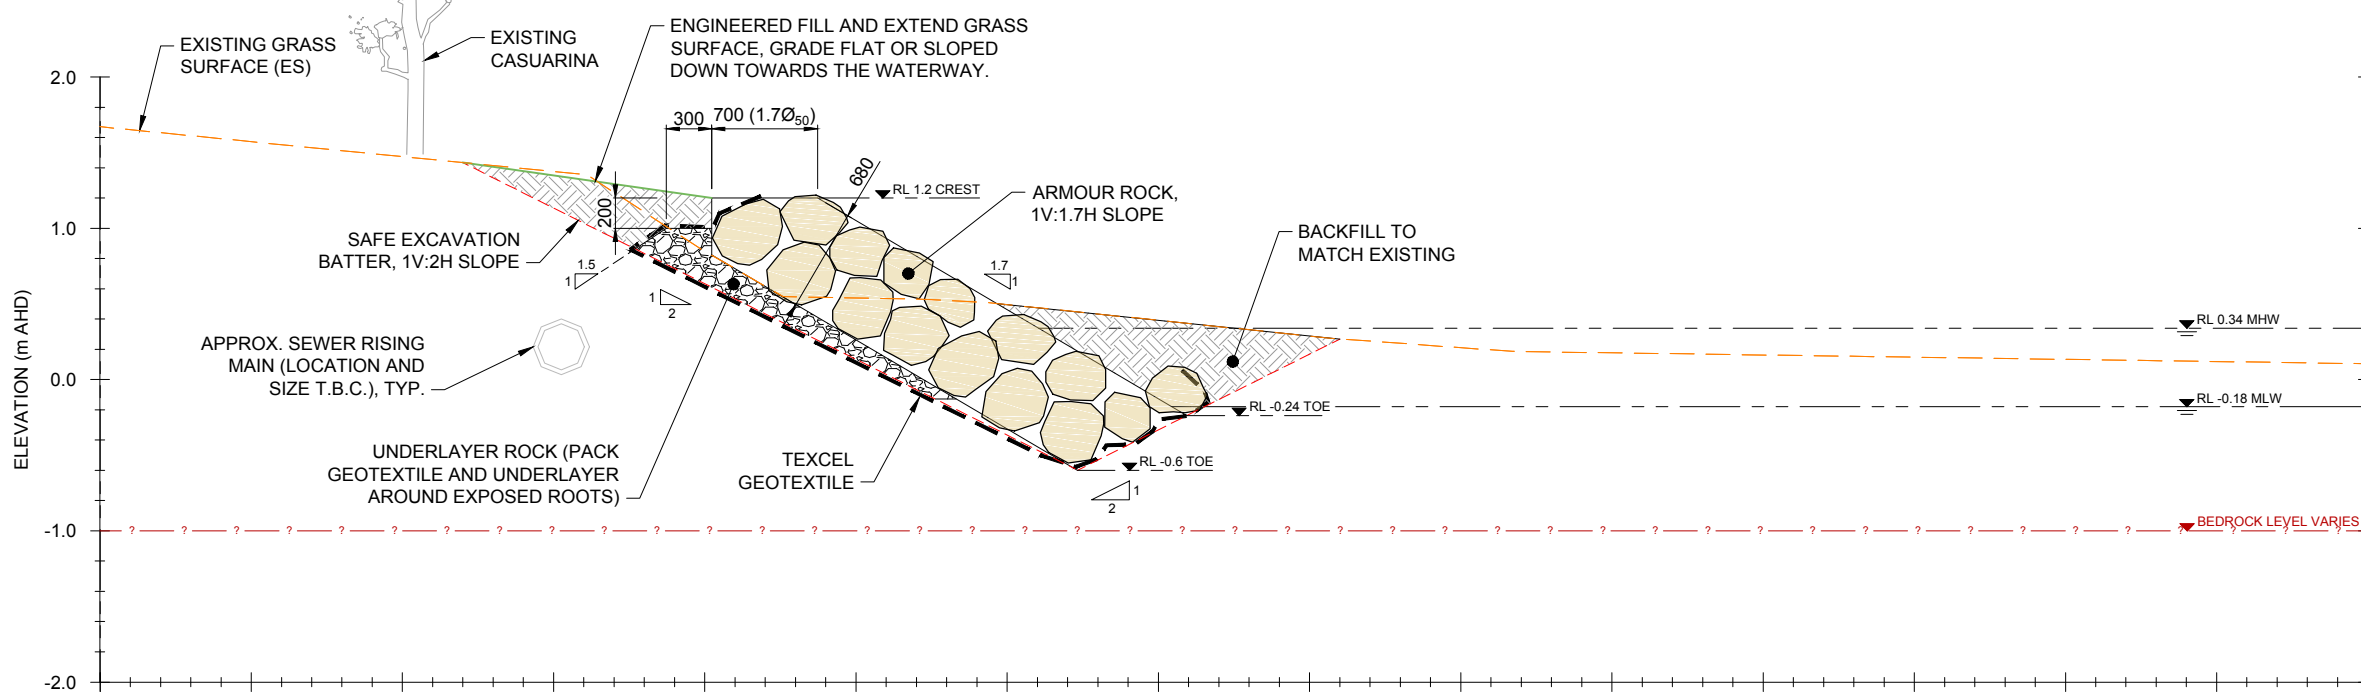 EXISTING GRASS
SURFACE (ES)
EXISTING
CASUARINA
ENGINEERED FILL AND EXTEND GRASS
SURFACE, GRADE FLAT OR SLOPED
DOWN TOWARDS THE WATERWAY.
2.0
300
700 (1.7Ø50)
680
200
RL 1.2 CREST
ARMOUR ROCK,
1V:1.7H SLOPE
1.0
SAFE EXCAVATION
BATTER, 1V:2H SLOPE
BACKFILL TO
MATCH EXISTING
1.5
1
1
2
1.7
1
ELEVATION (m AHD)
RL 0.34 MHW
APPROX. SEWER RISING
MAIN (LOCATION AND
SIZE T.B.C.), TYP.
0.0
RL -0.24 TOE
RL -0.18 MLW
UNDERLAYER ROCK (PACK
GEOTEXTILE AND UNDERLAYER
AROUND EXPOSED ROOTS)
TEXCEL
GEOTEXTILE
RL -0.6 TOE
1
2
-1.0
? ? ? ? ? ? ? ? ? ? ? ? ? ? ? ? ? ? ? ? ? ? ? ? ? ? ? ? ? ? ? ? ? ? ? ? ? ? ? ? ? ? ?
BEDROCK LEVEL VARIES
-2.0